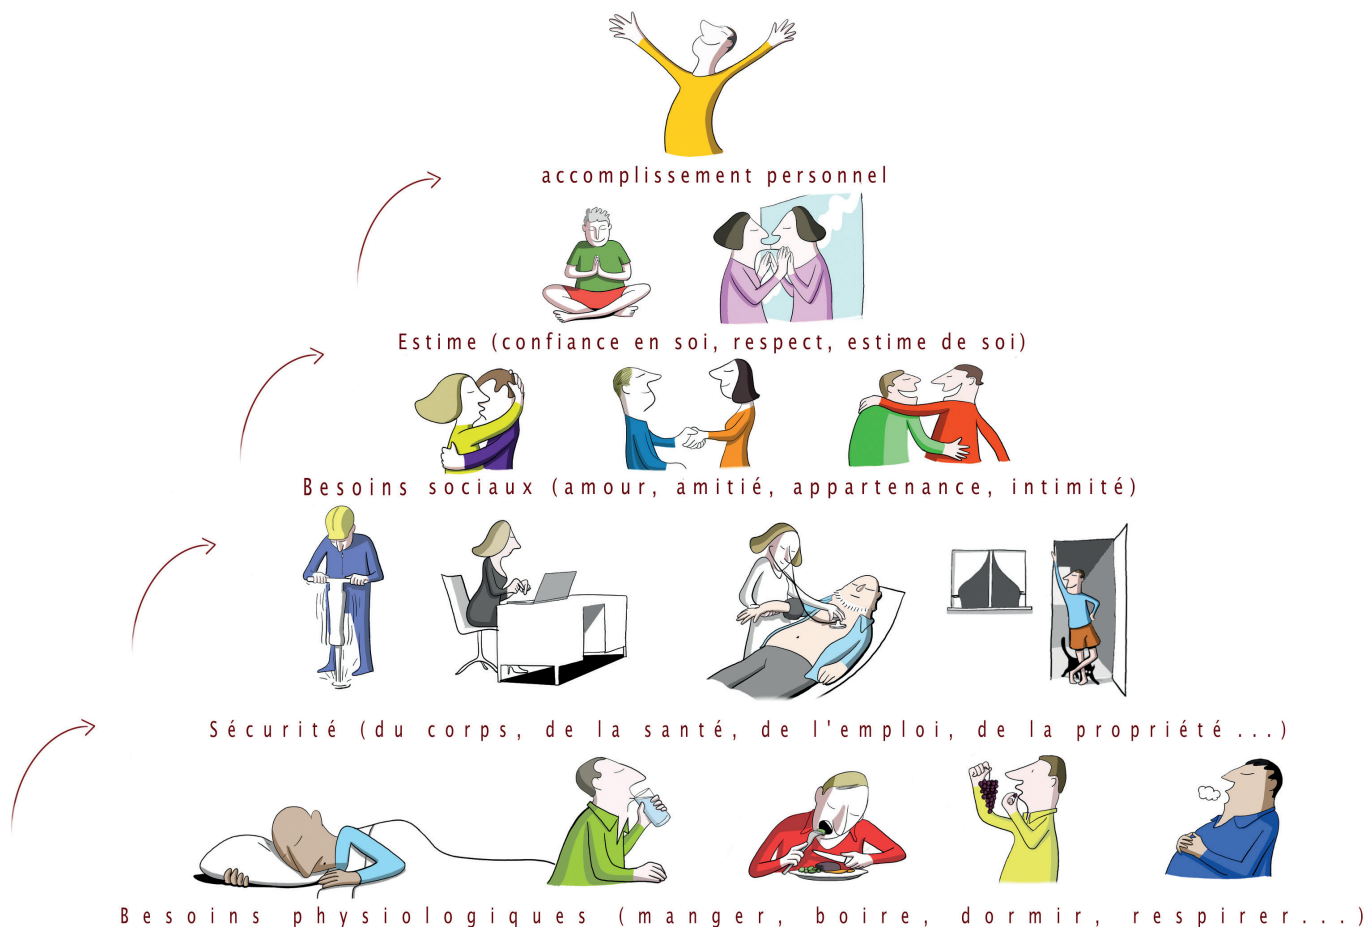 accomplissement personnel
Estime (confiance en soi, respect, estime de soi)
Besoins sociaux (amour, amitié, appartenance, intimité)
Sécurité (du corps, de la santé, de l'emploi, de la propriété ...)
Besoins physiologiques (manger, boire, dormir, respirer...)